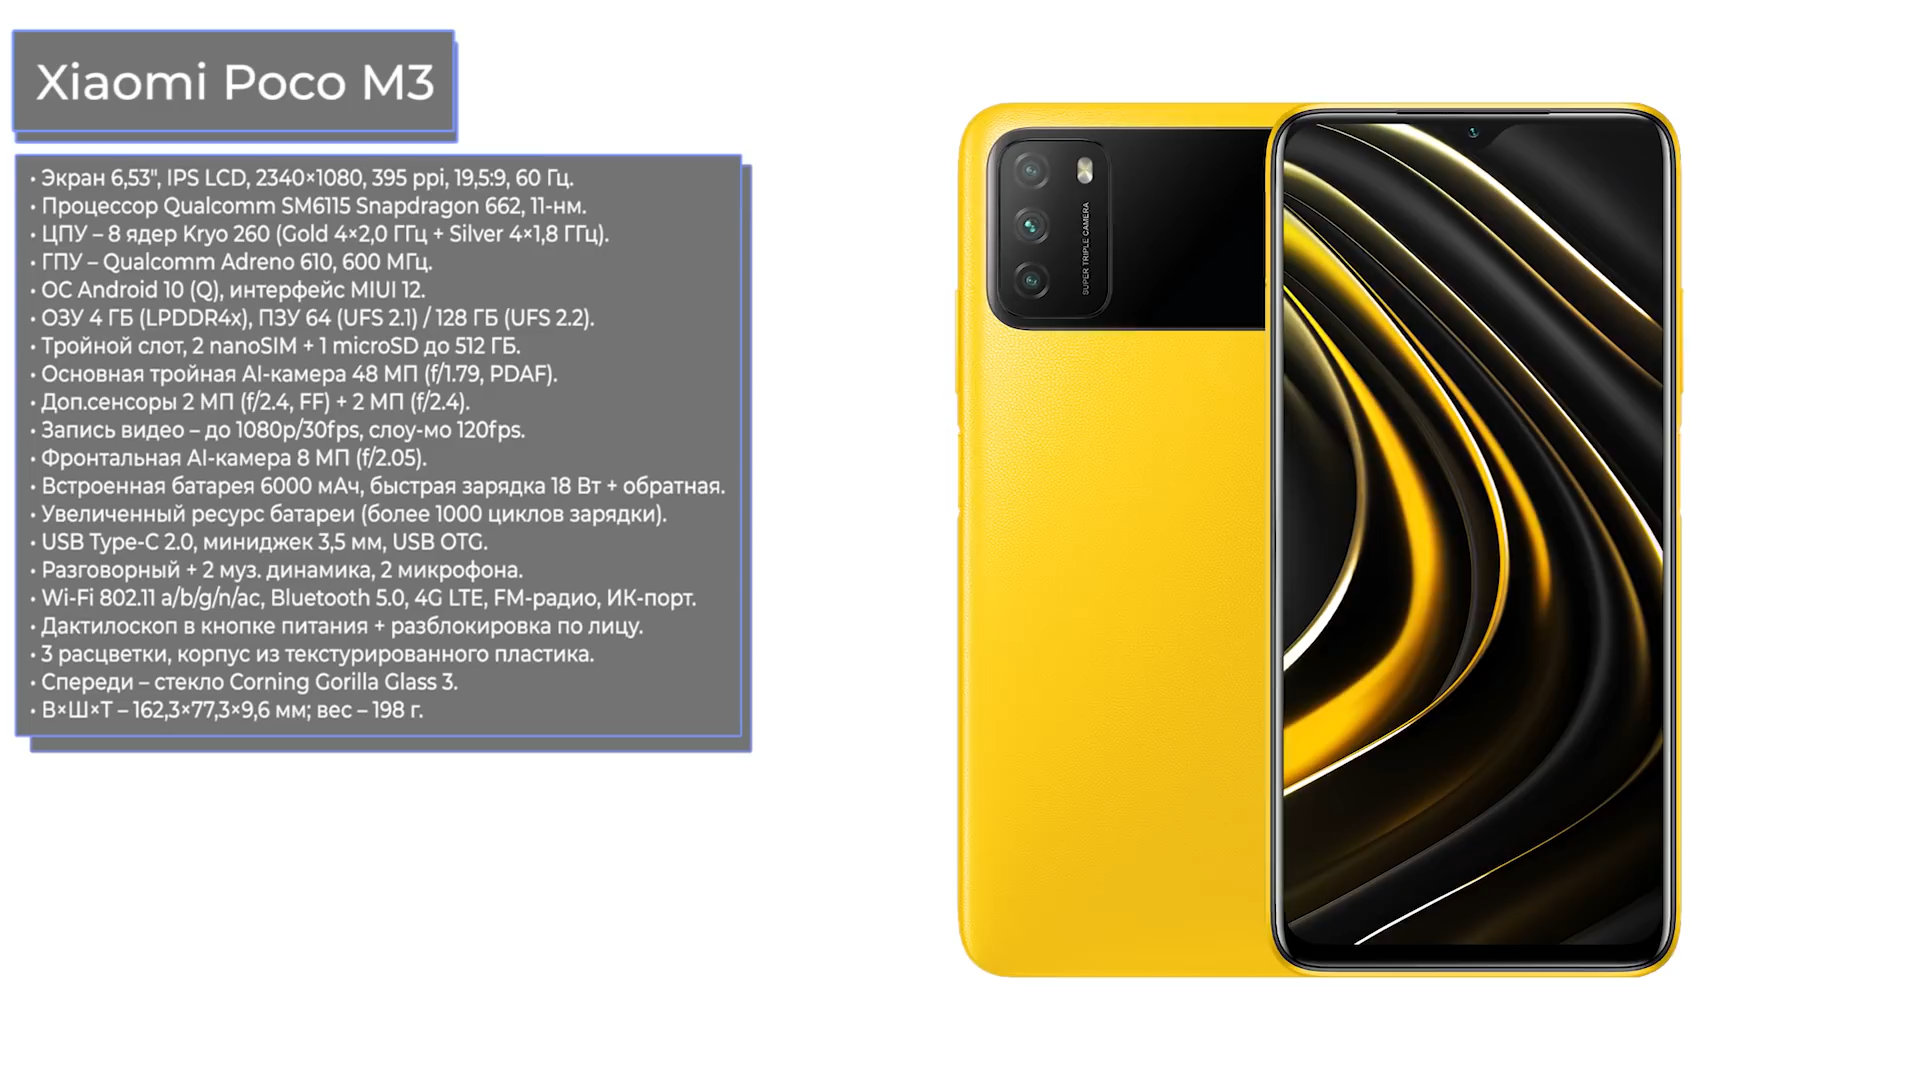 Xiaomi Poco M3
• Экран 6,53", IPS LCD, 2340×1080, 395 ppi, 19,5:9, 60 Гц.
• Процессор Qualcomm SM6115 Snapdragon 662, 11-нм.
• ЦПУ – 8 ядер Kryo 260 (Gold 4×2,0 ГГц + Silver 4×1,8 ГГц).
• ГПУ – Qualcomm Adreno 610, 600 МГц.
• ОС Android 10 (Q), интерфейс MIUI 12.
• ОЗУ 4 ГБ (LPDDR4x), ПЗУ 64 (UFS 2.1) / 128 ГБ (UFS 2.2).
• Тройной слот, 2 nanoSIM + 1 microSD до 512 ГБ.
• Основная тройная AI-камера 48 МП (f/1.79, PDAF).
• Доп.сенсоры 2 МП (f/2.4, FF) + 2 МП (f/2.4).
• Запись видео – до 1080p/30fps, слоу-мо 120fps.
• Фронтальная AI-камера 8 МП (f/2.05).
• Встроенная батарея 6000 мАч, быстрая зарядка 18 Вт + обратная.
• Увеличенный ресурс батареи (более 1000 циклов зарядки).
• USB Type-C 2.0, миниджек 3,5 мм, USB OTG.
• Разговорный + 2 муз. динамика, 2 микрофона.
• Wi-Fi 802.11 a/b/g/n/ac, Bluetooth 5.0, 4G LTE, FM-радио, ИК-порт.
• Дактилоскоп в кнопке питания + разблокировка по лицу.
• 3 расцветки, корпус из текстурированного пластика.
• Спереди – стекло Corning Gorilla Glass 3.
• В×Ш×Т – 162,3×77,3×9,6 мм; вес – 198 г.
SUPER TRIPLE CAMERA